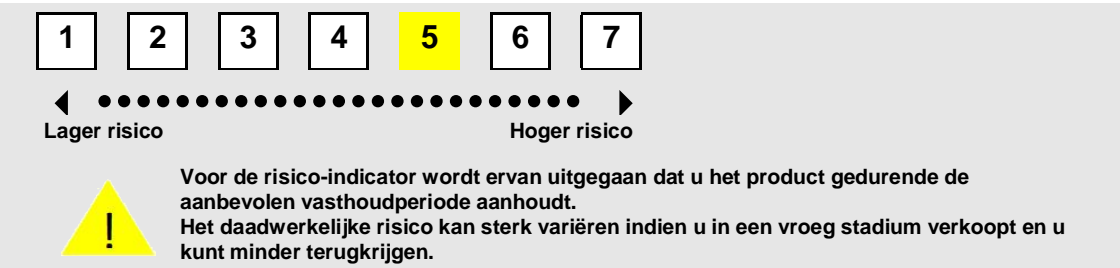 1 2 3 4 5 6 7
Lager risico Hoger risico
Voor de risico-indicator wordt ervan uitgegaan dat u het product gedurende de
aanbevolen vasthoudperiode aanhoudt.
!
Het daadwerkelijke risico kan sterk variëren indien u in een vroeg stadium verkoopt en u
kunt minder terugkrijgen.